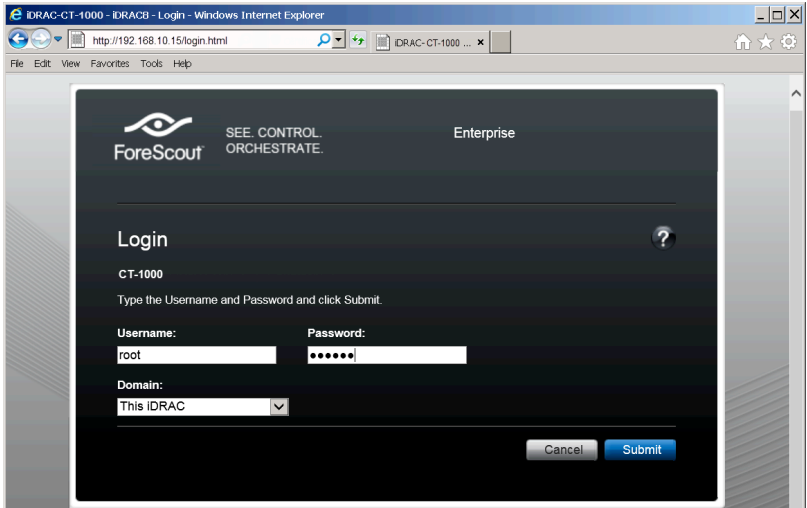 iDRAC-CT-1000 - iDRAC8 - Login - Windows Internet Explorer
http://192.168.10.15/login.html
iDRAC- CT-1000 ... x
File Edit View Favorites Tools Help
ForeScout
SEE. CONTROL.
ORCHESTRATE.
Enterprise
Login
?
CT-1000
Type the Username and Password and click Submit.
Username: Password:
root ●●●●●●
Domain:
This iDRAC
Cancel Submit